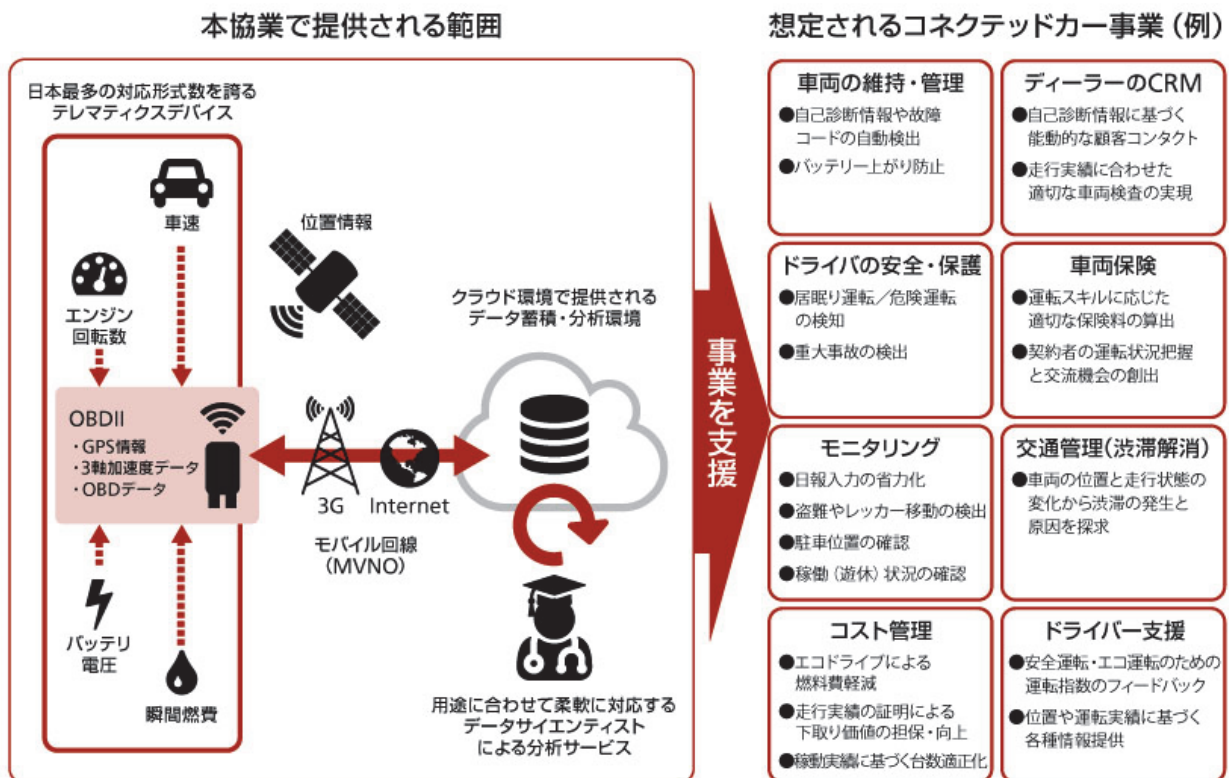 本協業で提供される範囲
日本最多の対応形式数を誇る
テレマティクスデバイス
車速
エンジン
回転数
OBDII
・GPS情報
・3軸加速度データ
・OBDデータ
バッテリ
電圧
瞬間燃費
位置情報
3G
Internet
モバイル回線
（MVNO）
クラウド環境で提供される
データ蓄積・分析環境
用途に合わせて柔軟に対応する
データサイエンティスト
による分析サービス
事業を支援
想定されるコネクテッドカー事業（例）
車両の維持・管理
●自己診断情報や故障
コードの自動検出
●バッテリー上がり防止
ディーラーのCRM
●自己診断情報に基づく
能動的な顧客コンタクト
●走行実績に合わせた
適切な車両検査の実現
ドライバの安全・保護
●居眠り運転／危険運転
の検知
●重大事故の検出
車両保険
●運転スキルに応じた
適切な保険料の算出
●契約者の運転状況把握
と交流機会の創出
モニタリング
●日報入力の省力化
●盗難やレッカー移動の検出
●駐車位置の確認
●稼働（遊休）状況の確認
交通管理（渋滞解消）
●車両の位置と走行状態の
変化から渋滞の発生と
原因を探求
コスト管理
●エコドライブによる
燃料費軽減
●走行実績の証明による
下取り価値の担保・向上
●稼動実績に基づく台数適正化
ドライバー支援
●安全運転・エコ運転のための
運転指数のフィードバック
●位置や運転実績に基づく
各種情報提供